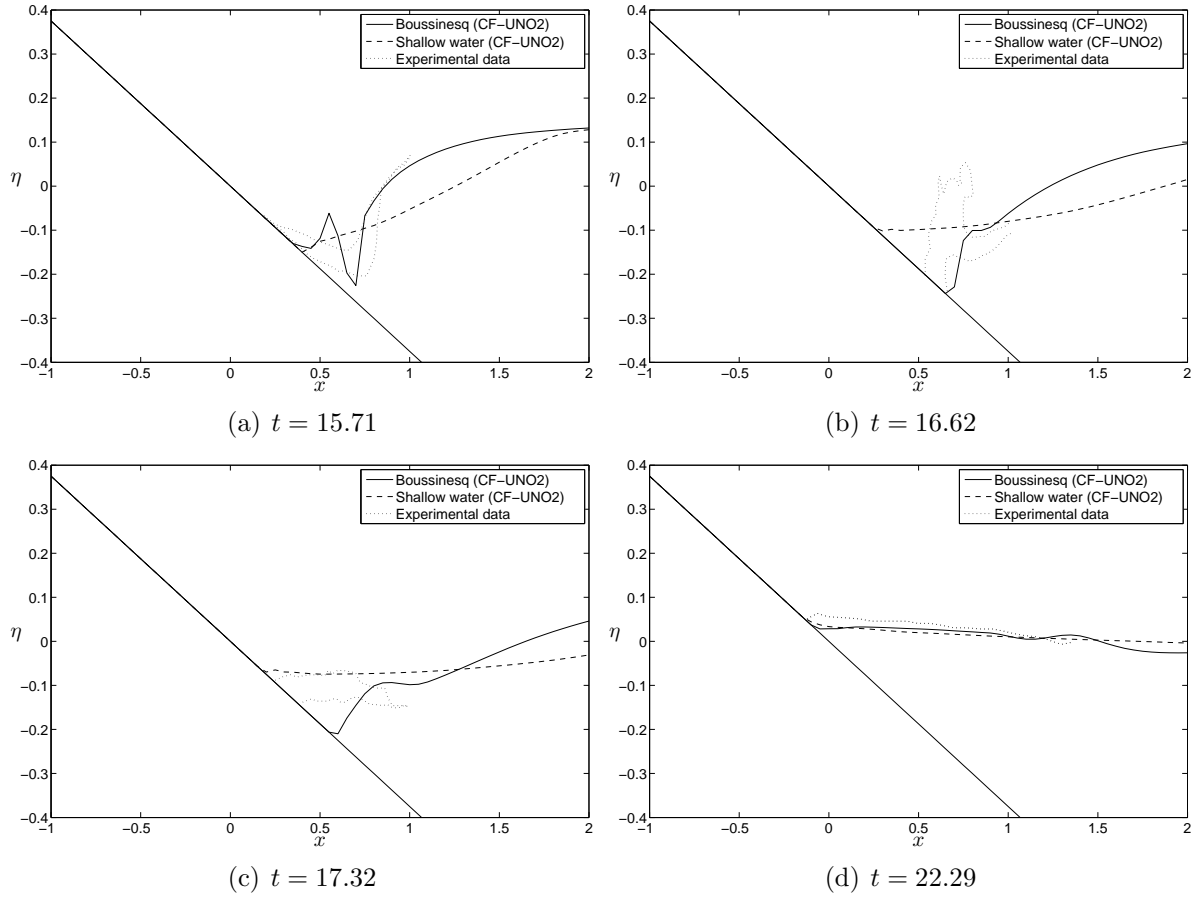 0.4
0.3
0.2
0.1
0
−0.1
−0.2
−0.3
−0.4
η
−1
−0.5
0
0.5
1
1.5
2
x
Boussinesq (CF−UNO2)
Shallow water (CF−UNO2)
Experimental data
(a) t = 15.71
0.4
0.3
0.2
0.1
0
−0.1
−0.2
−0.3
−0.4
η
−1
−0.5
0
0.5
1
1.5
2
x
Boussinesq (CF−UNO2)
Shallow water (CF−UNO2)
Experimental data
(b) t = 16.62
0.4
0.3
0.2
0.1
0
−0.1
−0.2
−0.3
−0.4
η
−1
−0.5
0
0.5
1
1.5
2
x
Boussinesq (CF−UNO2)
Shallow water (CF−UNO2)
Experimental data
(c) t = 17.32
0.4
0.3
0.2
0.1
0
−0.1
−0.2
−0.3
−0.4
η
−1
−0.5
0
0.5
1
1.5
2
x
Boussinesq (CF−UNO2)
Shallow water (CF−UNO2)
Experimental data
(d) t = 22.29